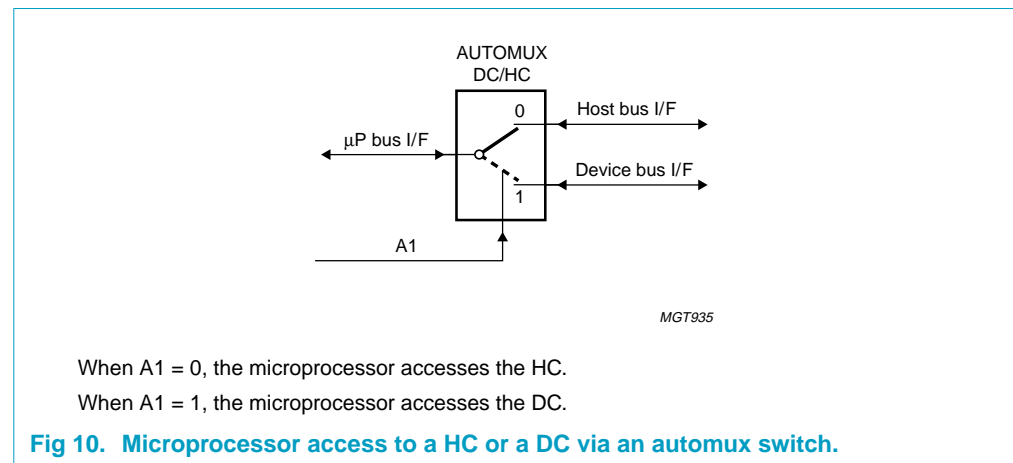 AUTOMUX
DC/HC
0
Host bus I/F
μP bus I/F
Device bus I/F
1
A1
MGT935
When A1 = 0, the microprocessor accesses the HC.
When A1 = 1, the microprocessor accesses the DC.
Fig 10. Microprocessor access to a HC or a DC via an automux switch.